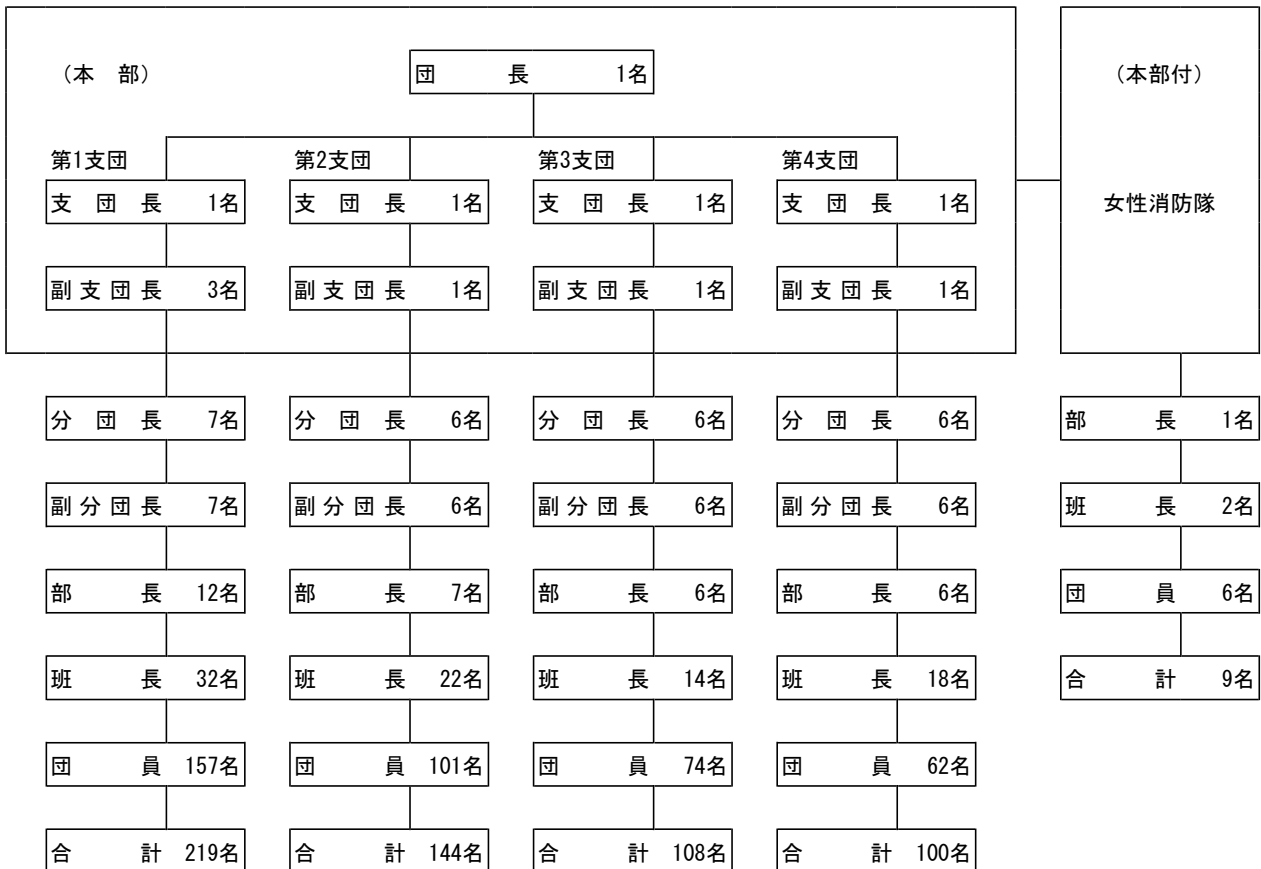 (本 部) 団 長 1名 (本部付)
第1支団 第2支団 第3支団 第4支団
支 団 長 1名 支 団 長 1名 支 団 長 1名 支 団 長 1名 女性消防隊
副 支 団 長 3名 副 支 団 長 1名 副 支 団 長 1名 副 支 団 長 1名
分 団 長 7名 分 団 長 6名 分 団 長 6名 分 団 長 6名 部 長 1名
副 分 団 長 7名 副 分 団 長 6名 副 分 団 長 6名 副 分 団 長 6名 班 長 2名
部 長 12名 部 長 7名 部 長 6名 部 長 6名 団 員 6名
班 長 32名 班 長 22名 班 長 14名 班 長 18名 合 計 9名
団 員 157名 団 員 101名 団 員 74名 団 員 62名
合 計 219名 合 計 144名 合 計 108名 合 計 100名